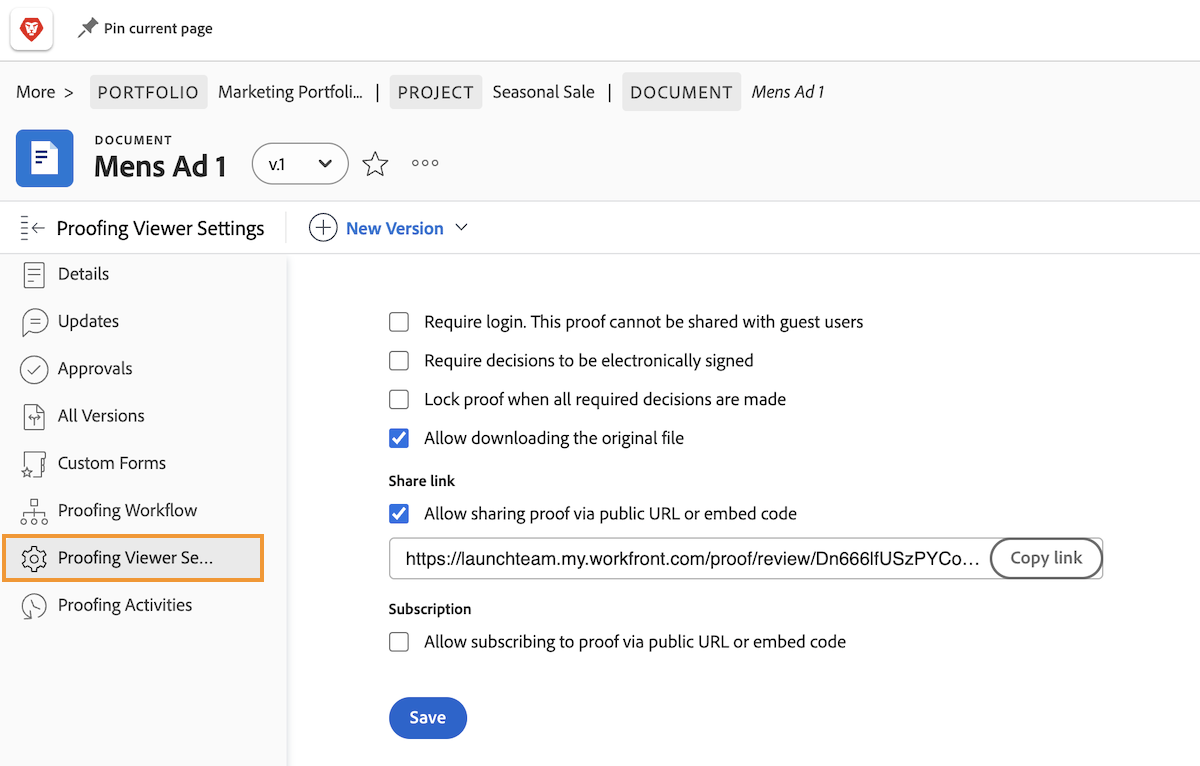 Pin current page
More > PORTFOLIO Marketing Portfoli... | PROJECT Seasonal Sale | DOCUMENT Mens Ad 1
DOCUMENT
Mens Ad 1 v.1
Proofing Viewer Settings New Version
Details
Updates
Approvals
All Versions
Custom Forms
Proofing Workflow
Proofing Viewer Se...
Proofing Activities
Require login. This proof cannot be shared with guest users
Require decisions to be electronically signed
Lock proof when all required decisions are made
Allow downloading the original file
Share link
Allow sharing proof via public URL or embed code
https://launchteam.my.workfront.com/proof/review/Dn666lfUSzPYCo... Copy link
Subscription
Allow subscribing to proof via public URL or embed code
Save